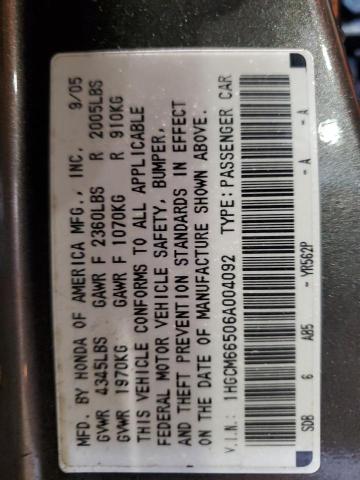 MFD. BY HONDA OF AMERICA MFG., INC. 9/05
GVWR 4345LBS GAWR F 2360LBS R 2005LBS
GVWR 1970KG GAWR F 1070KG R 910KG
THIS VEHICLE CONFORMS TO ALL APPLICABLE
FEDERAL MOTOR VEHICLE SAFETY, BUMPER,
AND THEFT PREVENTION STANDARDS IN EFFECT
ON THE DATE OF MANUFACTURE SHOWN ABOVE.
V.I.N.: 1HGCM66506A004092 TYPE: PASSENGER CAR
SDB 6 A05 - YR562P - A - A